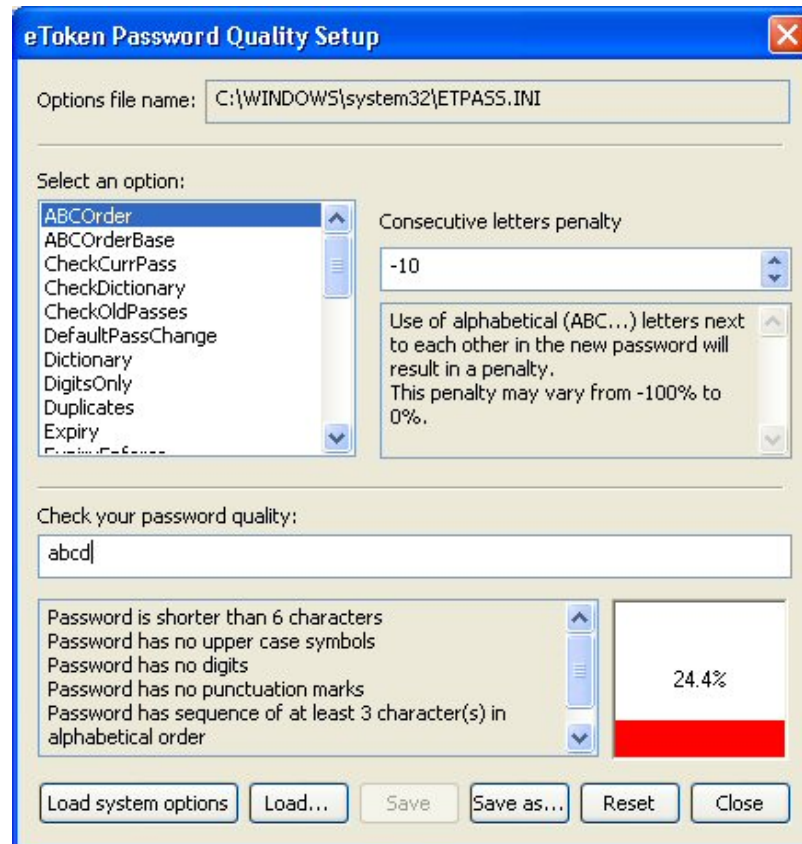 eToken Password Quality Setup
Options file name: C:\WINDOWS\system32\ETPASS.INI
Select an option:
ABCOrder
ABCOrderBase
CheckCurrPass
CheckDictionary
CheckOldPasses
DefaultPassChange
Dictionary
DigitsOnly
Duplicates
Expiry
Consecutive letters penalty
-10
Use of alphabetical (ABC...) letters next
to each other in the new password will
result in a penalty.
This penalty may vary from -100% to
0%.
Check your password quality:
abcd
Password is shorter than 6 characters
Password has no upper case symbols
Password has no digits
Password has no punctuation marks
Password has sequence of at least 3 character(s) in
alphabetical order
24.4%
Load system options Load... Save Save as... Reset Close